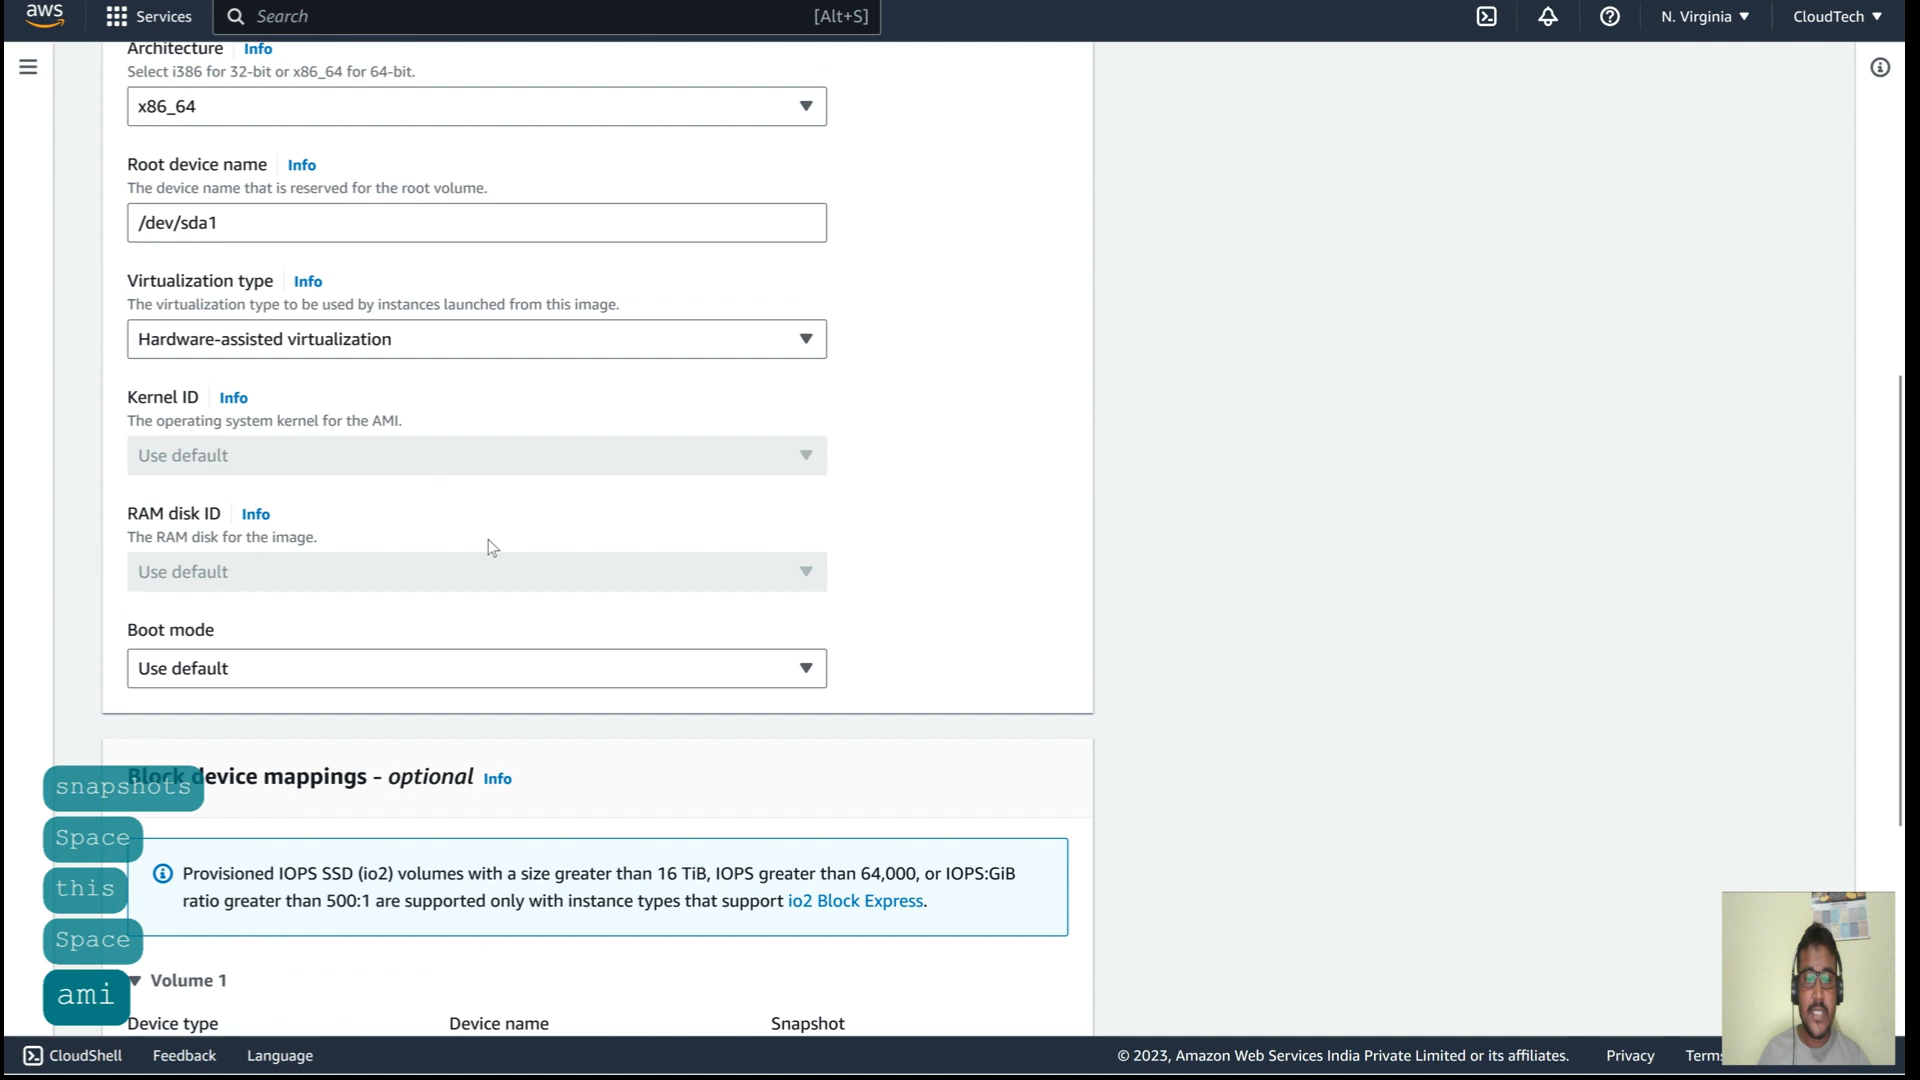 aws
Services
Search
[Alt+S]
N. Virginia
CloudTech
Architecture
Info
Select i386 for 32-bit or x86_64 for 64-bit.
x86_64
Root device name
Info
The device name that is reserved for the root volume.
/dev/sda1
Virtualization type
Info
The virtualization type to be used by instances launched from this image.
Hardware-assisted virtualization
Kernel ID
Info
The operating system kernel for the AMI.
Use default
RAM disk ID
Info
The RAM disk for the image.
Use default
Boot mode
Use default
Block device mappings - optional
Info
Provisioned IOPS SSD (io2) volumes with a size greater than 16 TiB, IOPS greater than 64,000, or IOPS:GiB
ratio greater than 500:1 are supported only with instance types that support io2 Block Express.
Volume 1
Device type
Device name
Snapshot
snapshots
Space
this
Space
ami
CloudShell
Feedback
Language
© 2023, Amazon Web Services India Private Limited or its affiliates.
Privacy
Terms